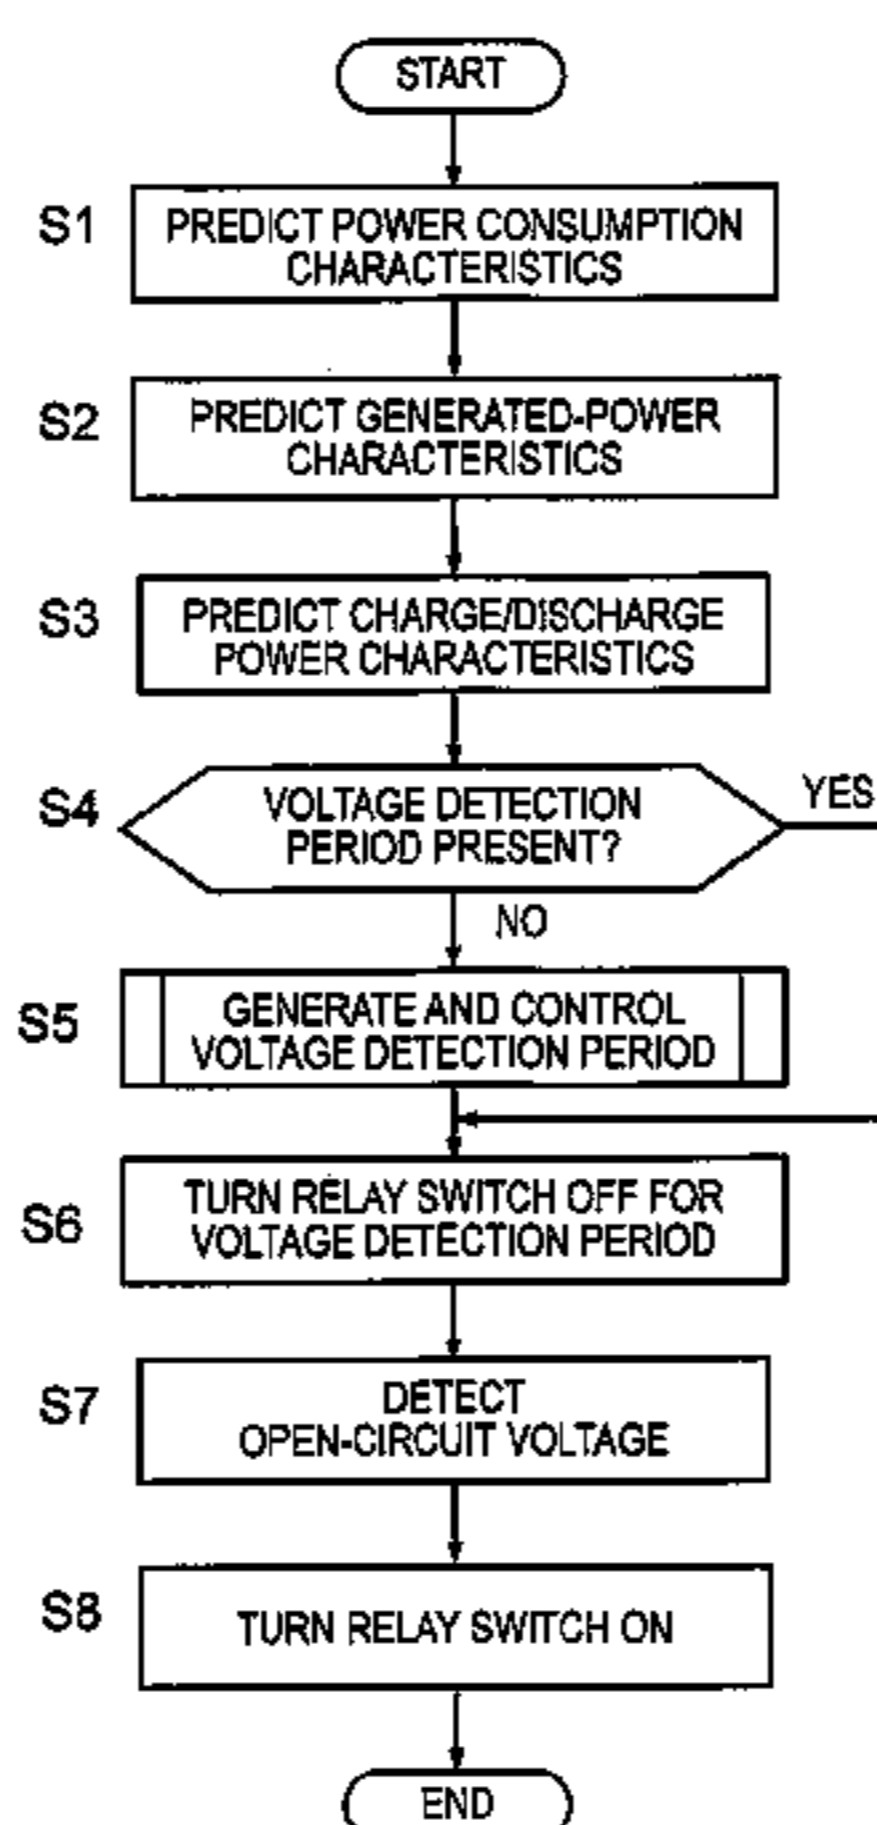 START
S1
PREDICT POWER CONSUMPTION
CHARACTERISTICS
S2
PREDICT GENERATED-POWER
CHARACTERISTICS
S3
PREDICT CHARGE/DISCHARGE
POWER CHARACTERISTICS
S4
VOLTAGE DETECTION
PERIOD PRESENT?
YES
NO
S5
GENERATE AND CONTROL
VOLTAGE DETECTION PERIOD
S6
TURN RELAY SWITCH OFF FOR
VOLTAGE DETECTION PERIOD
S7
DETECT
OPEN-CIRCUIT VOLTAGE
S8
TURN RELAY SWITCH ON
END